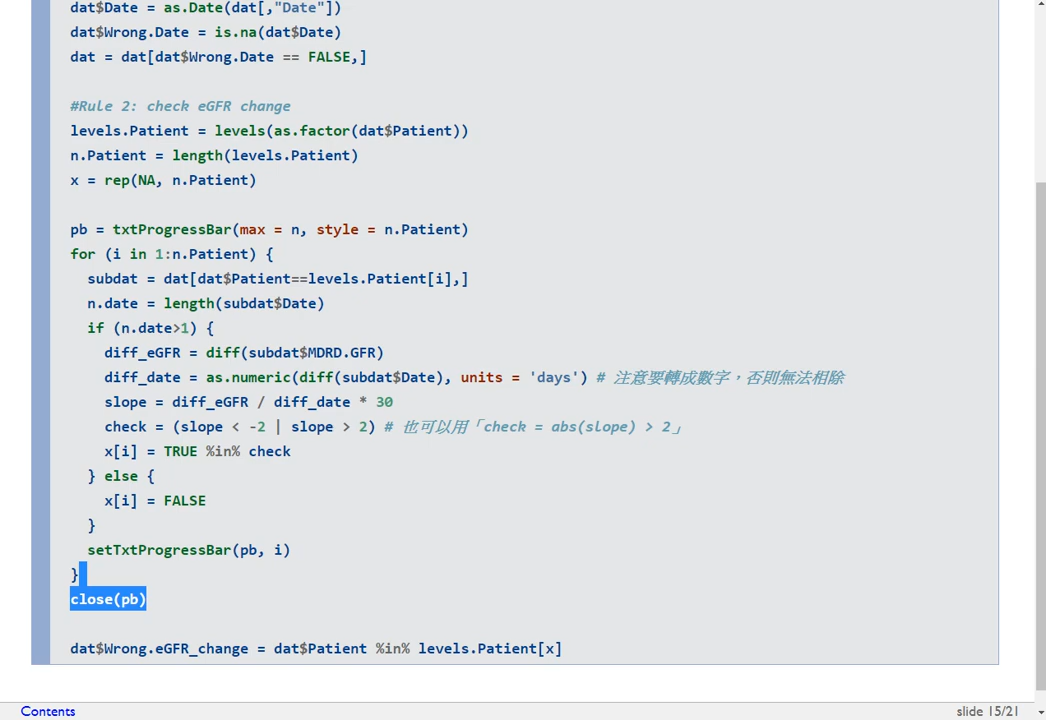 dat$Date = as.Date(dat[,"Date"])
dat$Wrong.Date = is.na(dat$Date)
dat = dat[dat$Wrong.Date == FALSE,]
#Rule 2: check eGFR change
levels.Patient = levels(as.factor(dat$Patient))
n.Patient = length(levels.Patient)
x = rep(NA, n.Patient)
pb = txtProgressBar(max = n, style = n.Patient)
for (i in 1:n.Patient) {
  subdat = dat[dat$Patient==levels.Patient[i],]
  n.date = length(subdat$Date)
  if (n.date>1) {
    diff_eGFR = diff(subdat$MDRD.GFR)
    diff_date = as.numeric(diff(subdat$Date), units = 'days') # 注意要轉成數字，否則無法相除
    slope = diff_eGFR / diff_date * 30
    check = (slope < -2 | slope > 2) # 也可以用「check = abs(slope) > 2」
    x[i] = TRUE %in% check
  } else {
    x[i] = FALSE
  }
  setTxtProgressBar(pb, i)
}
close(pb)
dat$Wrong.eGFR_change = dat$Patient %in% levels.Patient[x]
Contents
slide 15/21